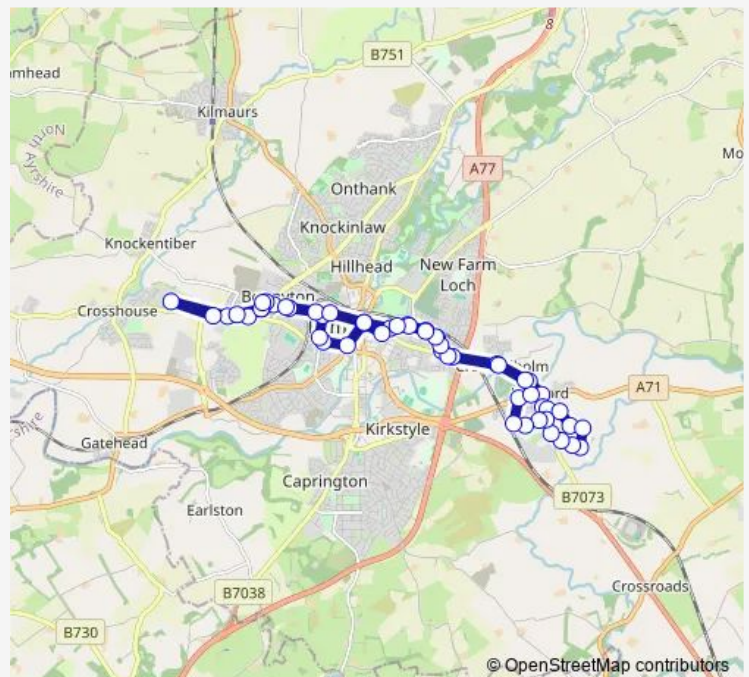 8
B751
amhead
Kilmaurs
North
Ayrshire
Mo
A77
Onthank
Knockinlaw
Knockentiber
Hillhead
New Farm
Loch
Crosshouse
A71
Gatehead
Kirkstyle
Caprington
B7073
Earlston
Crossroads
B7038
B730
© OpenStreetMap contributors